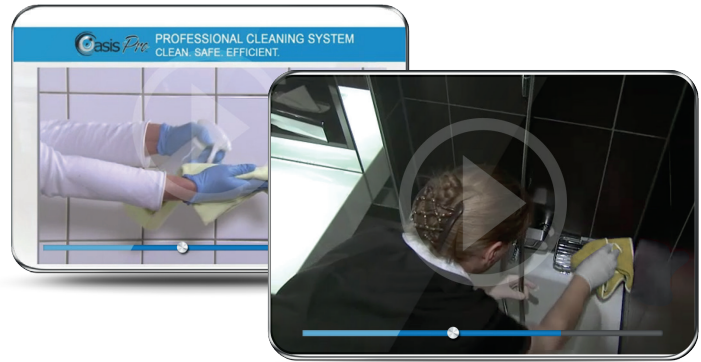 Oasis Pro
PROFESSIONAL CLEANING SYSTEM
CLEAN. SAFE. EFFICIENT.